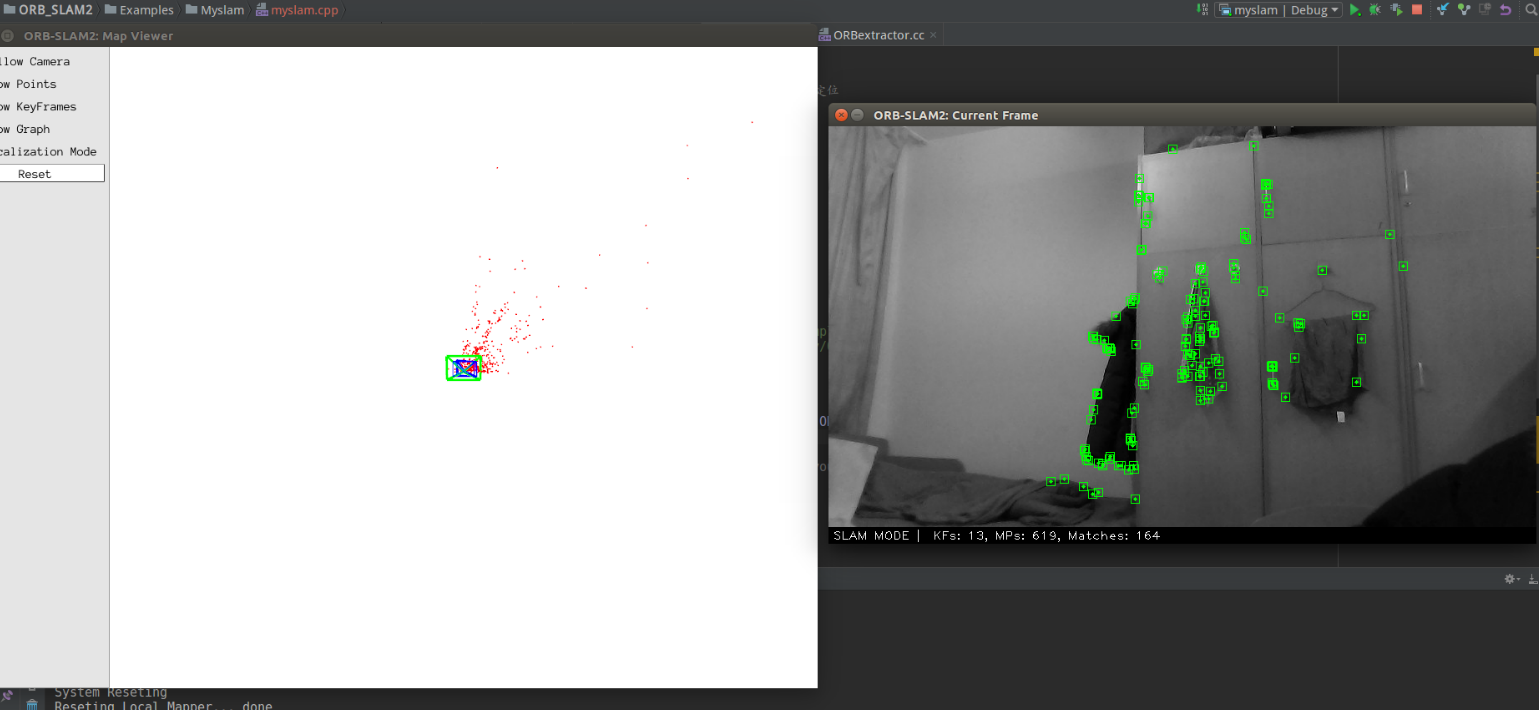 ORB_SLAM2 Examples Myslam myslam.cpp
myslam | Debug
ORB-SLAM2: Map Viewer
ORBextractor.cc
llow Camera
ow Points
ow KeyFrames
ow Graph
calization Mode
Reset
定位
ORB-SLAM2: Current Frame
SLAM MODE | KFs: 13, MPs: 619, Matches: 164
System Reseting
Reseting Local Mapper... done